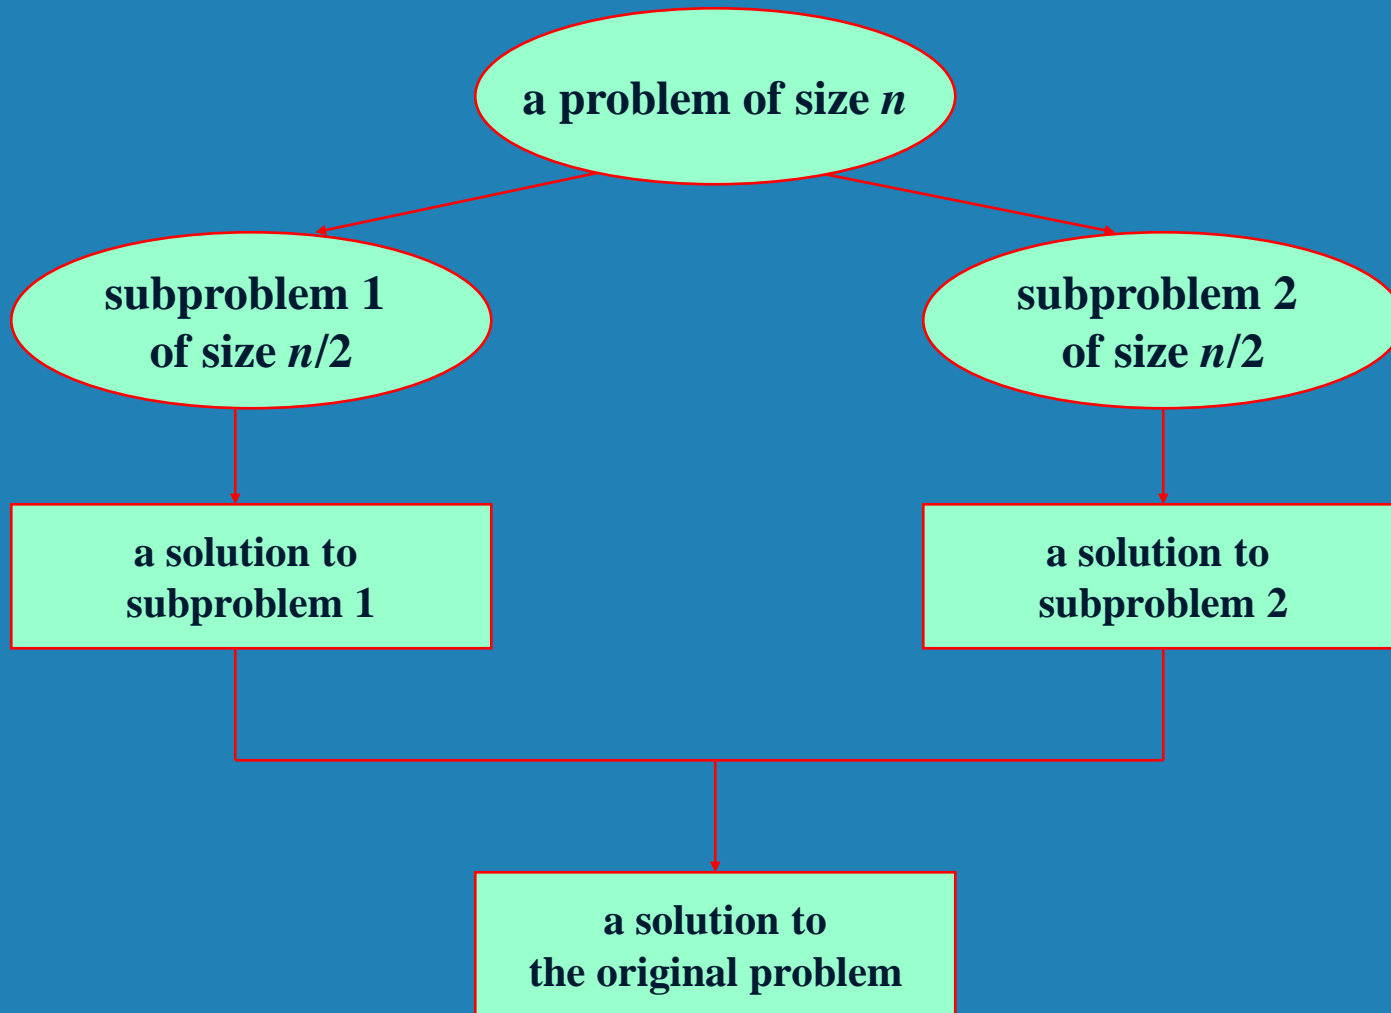 a problem of size n
subproblem 1
of size n/2
subproblem 2
of size n/2
a solution to
subproblem 1
a solution to
subproblem 2
a solution to
the original problem